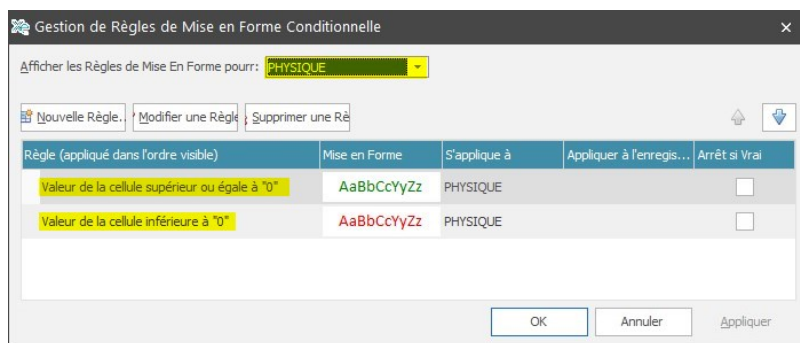 Gestion de Règles de Mise en Forme Conditionnelle
Afficher les Règles de Mise En Forme pourr: PHYSIQUE
Nouvelle Règle.. Modifier une Règle Supprimer une Rè
Règle (appliqué dans l'ordre visible) Mise en Forme S'applique à Appliquer à l'enregis... Arrêt si Vrai
Valeur de la cellule supérieur ou égale à "0" AaBbCcYyZz PHYSIQUE
Valeur de la cellule inférieure à "0" AaBbCcYyZz PHYSIQUE
OK Annuler Appliquer